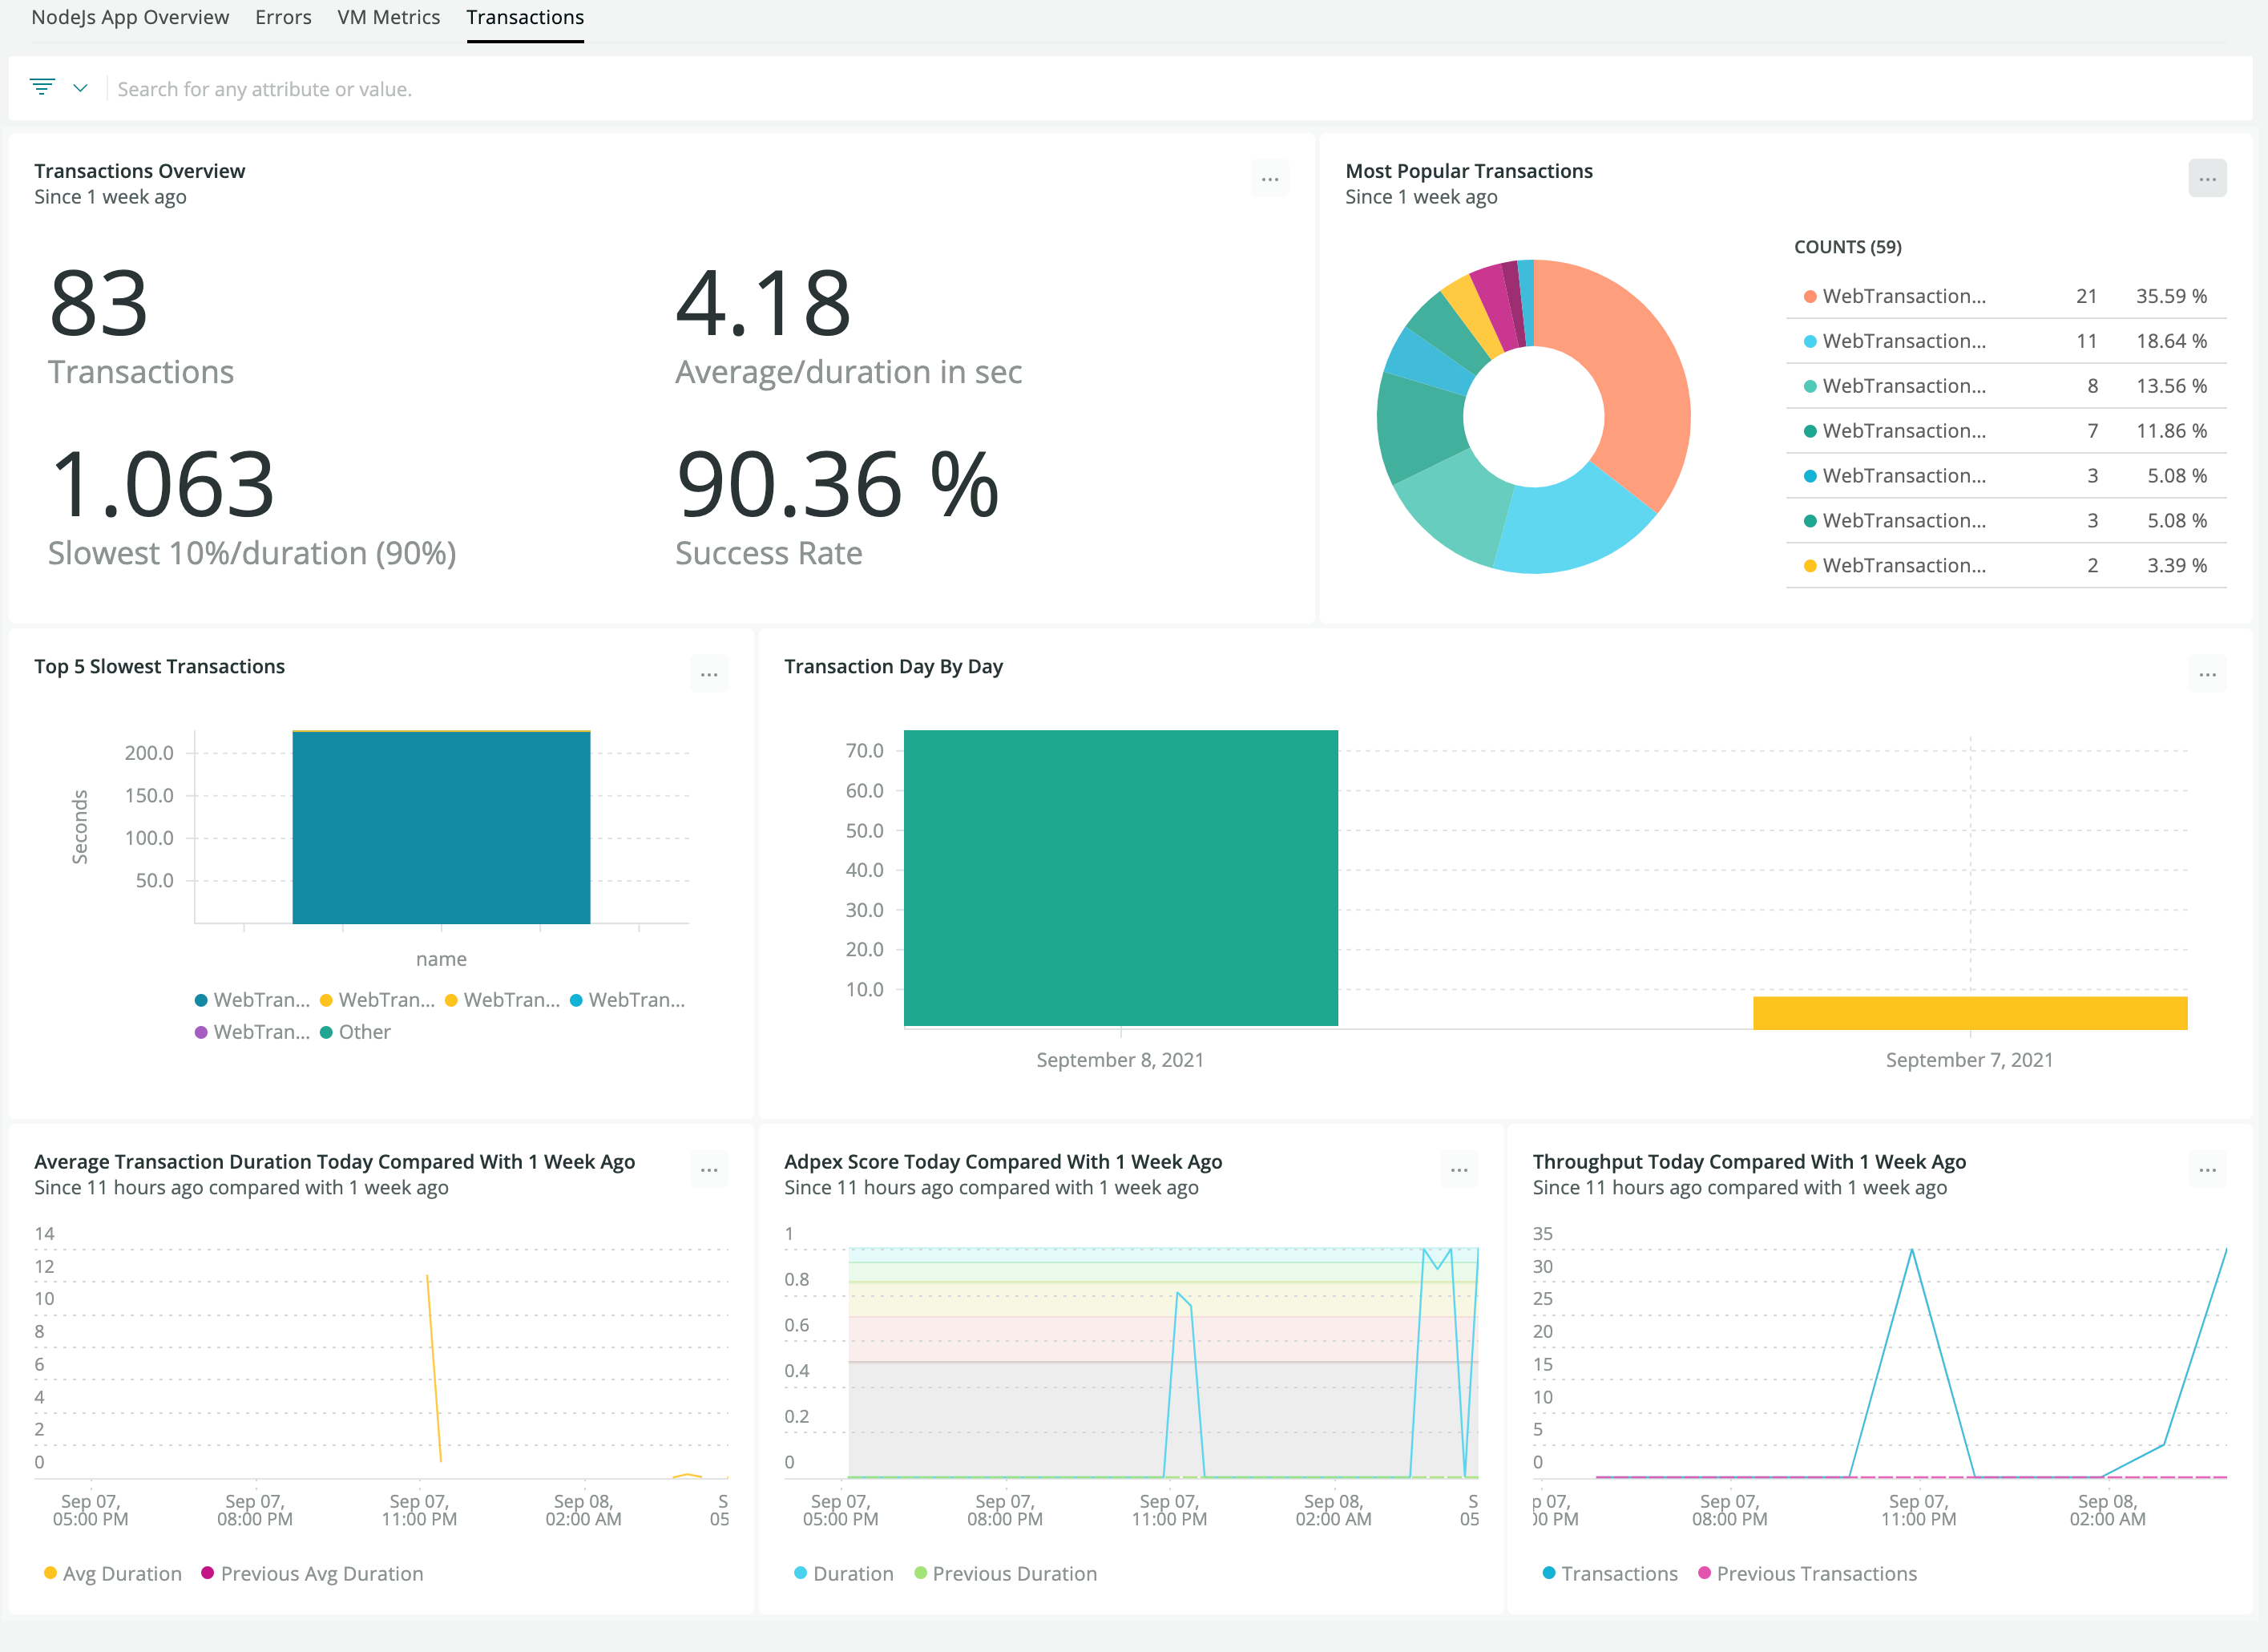 NodeJs App Overview Errors VM Metrics Transactions
Search for any attribute or value.
Transactions Overview
Since 1 week ago
83
Transactions
4.18
Average/duration in sec
1.063
Slowest 10%/duration (90%)
90.36 %
Success Rate
Most Popular Transactions
Since 1 week ago
COUNTS (59)
WebTransaction... 21 35.59 %
WebTransaction... 11 18.64 %
WebTransaction... 8 13.56 %
WebTransaction... 7 11.86 %
WebTransaction... 3 5.08 %
WebTransaction... 3 5.08 %
WebTransaction... 2 3.39 %
Top 5 Slowest Transactions
Seconds
200.0
150.0
100.0
50.0
name
WebTran... WebTran... WebTran... WebTran...
WebTran... Other
Transaction Day By Day
70.0
60.0
50.0
40.0
30.0
20.0
10.0
September 8, 2021 September 7, 2021
Average Transaction Duration Today Compared With 1 Week Ago
Since 11 hours ago compared with 1 week ago
14
12
10
8
6
4
2
0
Sep 07, Sep 07, Sep 07, Sep 08, S
05:00 PM 08:00 PM 11:00 PM 02:00 AM 05
Avg Duration Previous Avg Duration
Adpex Score Today Compared With 1 Week Ago
Since 11 hours ago compared with 1 week ago
1
0.8
0.6
0.4
0.2
0
Sep 07, Sep 07, Sep 07, Sep 08, S
05:00 PM 08:00 PM 11:00 PM 02:00 AM 05
Duration Previous Duration
Throughput Today Compared With 1 Week Ago
Since 11 hours ago compared with 1 week ago
35
30
25
20
15
10
5
0
07, Sep 07, Sep 07, Sep 08,
00 PM 08:00 PM 11:00 PM 02:00 AM
Transactions Previous Transactions